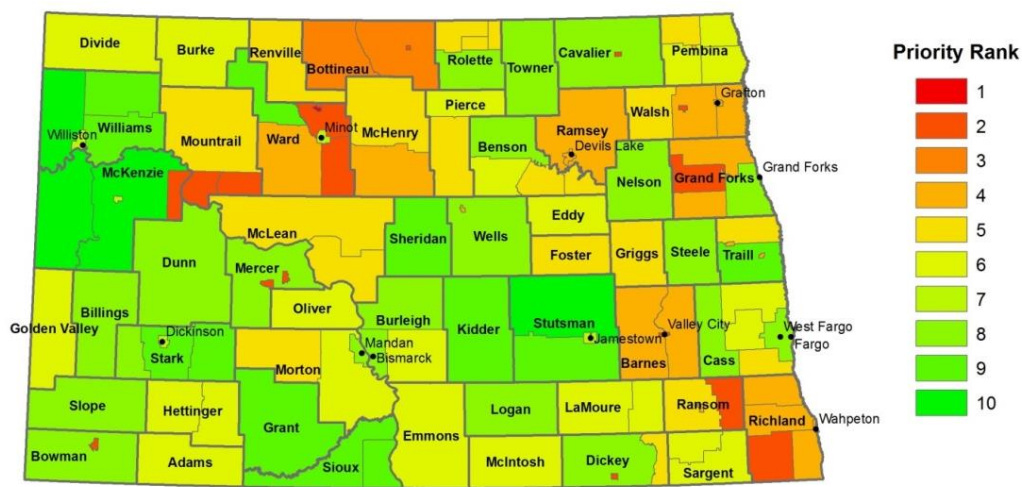 Divide
Burke
Renville
Bottineau
Rolette
Towner
Cavalier
Pembina
Williams
Williston
Mountrail
Ward
Minot
McHenry
Pierce
Benson
Ramsey
Devils Lake
Walsh
Grafton
McKenzie
Nelson
Grand Forks
Grand Forks
Dunn
McLean
Mercer
Sheridan
Wells
Eddy
Foster
Griggs
Steele
Traill
Golden Valley
Billings
Dickinson
Stark
Oliver
Morton
Mandan
Bismarck
Burleigh
Kidder
Stutsman
Jamestown
Barnes
Valley City
Cass
West Fargo
Fargo
Slope
Hettinger
Grant
Bowman
Adams
Sioux
Emmons
Logan
McIntosh
LaMoure
Dickey
Ransom
Sargent
Richland
Wahpeton
Priority Rank
1
2
3
4
5
6
7
8
9
10